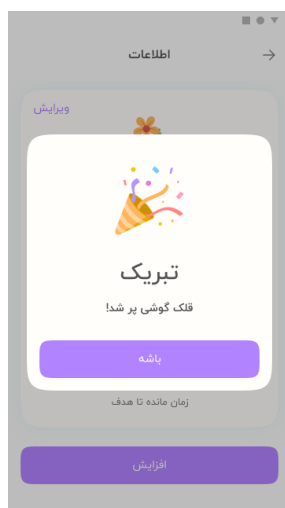 اطلاعات
ویرایش
تبریک
قلک گوشی پر شد!
باشه
زمان مانده تا هدف
افزایش